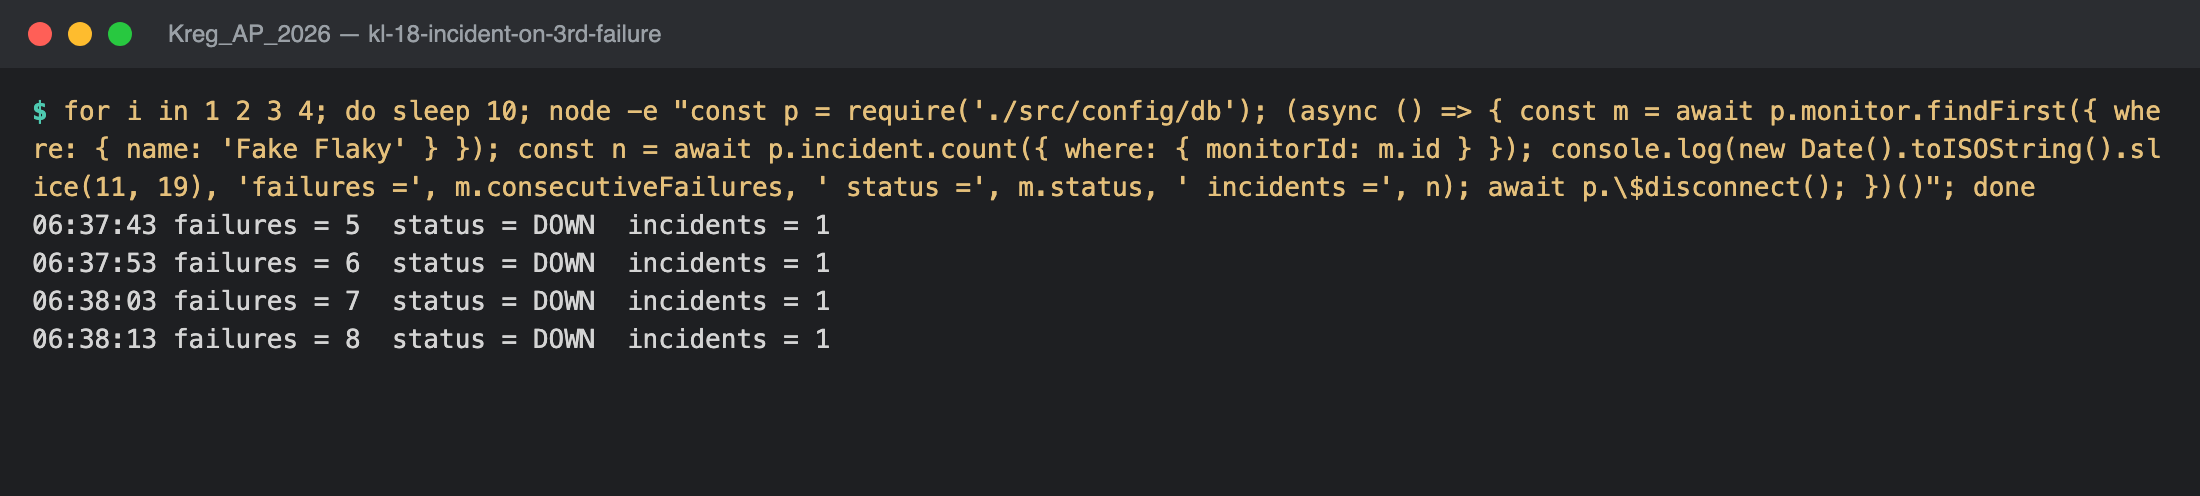 Kreg_AP_2026 — kl-18-incident-on-3rd-failure
$ for i in 1 2 3 4; do sleep 10; node -e "const p = require('./src/config/db'); (async () => { const m = await p.monitor.findFirst({ whe
re: { name: 'Fake Flaky' } }); const n = await p.incident.count({ where: { monitorId: m.id } }); console.log(new Date().toISOString().sl
ice(11, 19), 'failures =', m.consecutiveFailures, ' status =', m.status, ' incidents =', n); await p.\$disconnect(); })()"; done
06:37:43 failures = 5  status = DOWN  incidents = 1
06:37:53 failures = 6  status = DOWN  incidents = 1
06:38:03 failures = 7  status = DOWN  incidents = 1
06:38:13 failures = 8  status = DOWN  incidents = 1